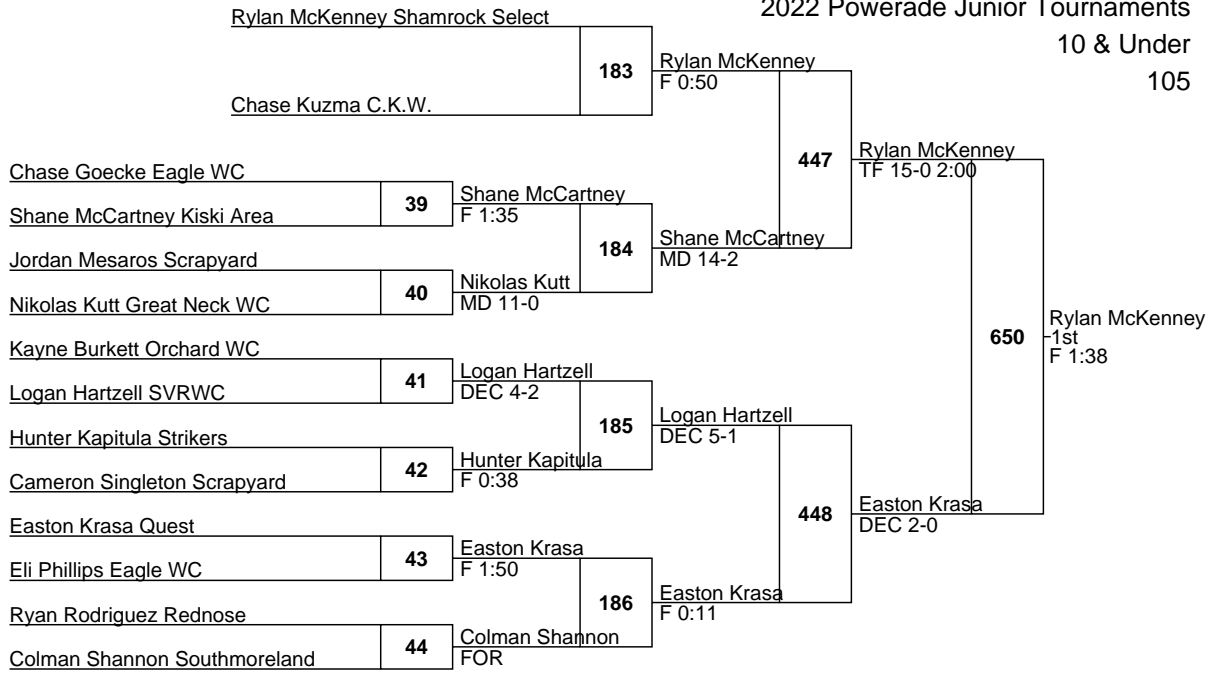 2022 Powerade Junior Tournaments
10 & Under
105
Rylan McKenney Shamrock Select
183
Rylan McKenney
F 0:50
Chase Kuzma C.K.W.
447
Rylan McKenney
TF 15-0 2:00
Chase Goecke Eagle WC
39
Shane McCartney
F 1:35
Shane McCartney Kiski Area
184
Shane McCartney
MD 14-2
Jordan Mesaros Scrapyard
40
Nikolas Kutt
MD 11-0
Nikolas Kutt Great Neck WC
650
Rylan McKenney
1st
F 1:38
Kayne Burkett Orchard WC
41
Logan Hartzell
DEC 4-2
Logan Hartzell SVRWC
185
Logan Hartzell
DEC 5-1
Hunter Kapitula Strikers
42
Hunter Kapitula
F 0:38
Cameron Singleton Scrapyard
448
Easton Krasa
DEC 2-0
Easton Krasa Quest
43
Easton Krasa
F 1:50
Eli Phillips Eagle WC
186
Easton Krasa
F 0:11
Ryan Rodriguez Rednose
44
Colman Shannon
FOR
Colman Shannon Southmoreland